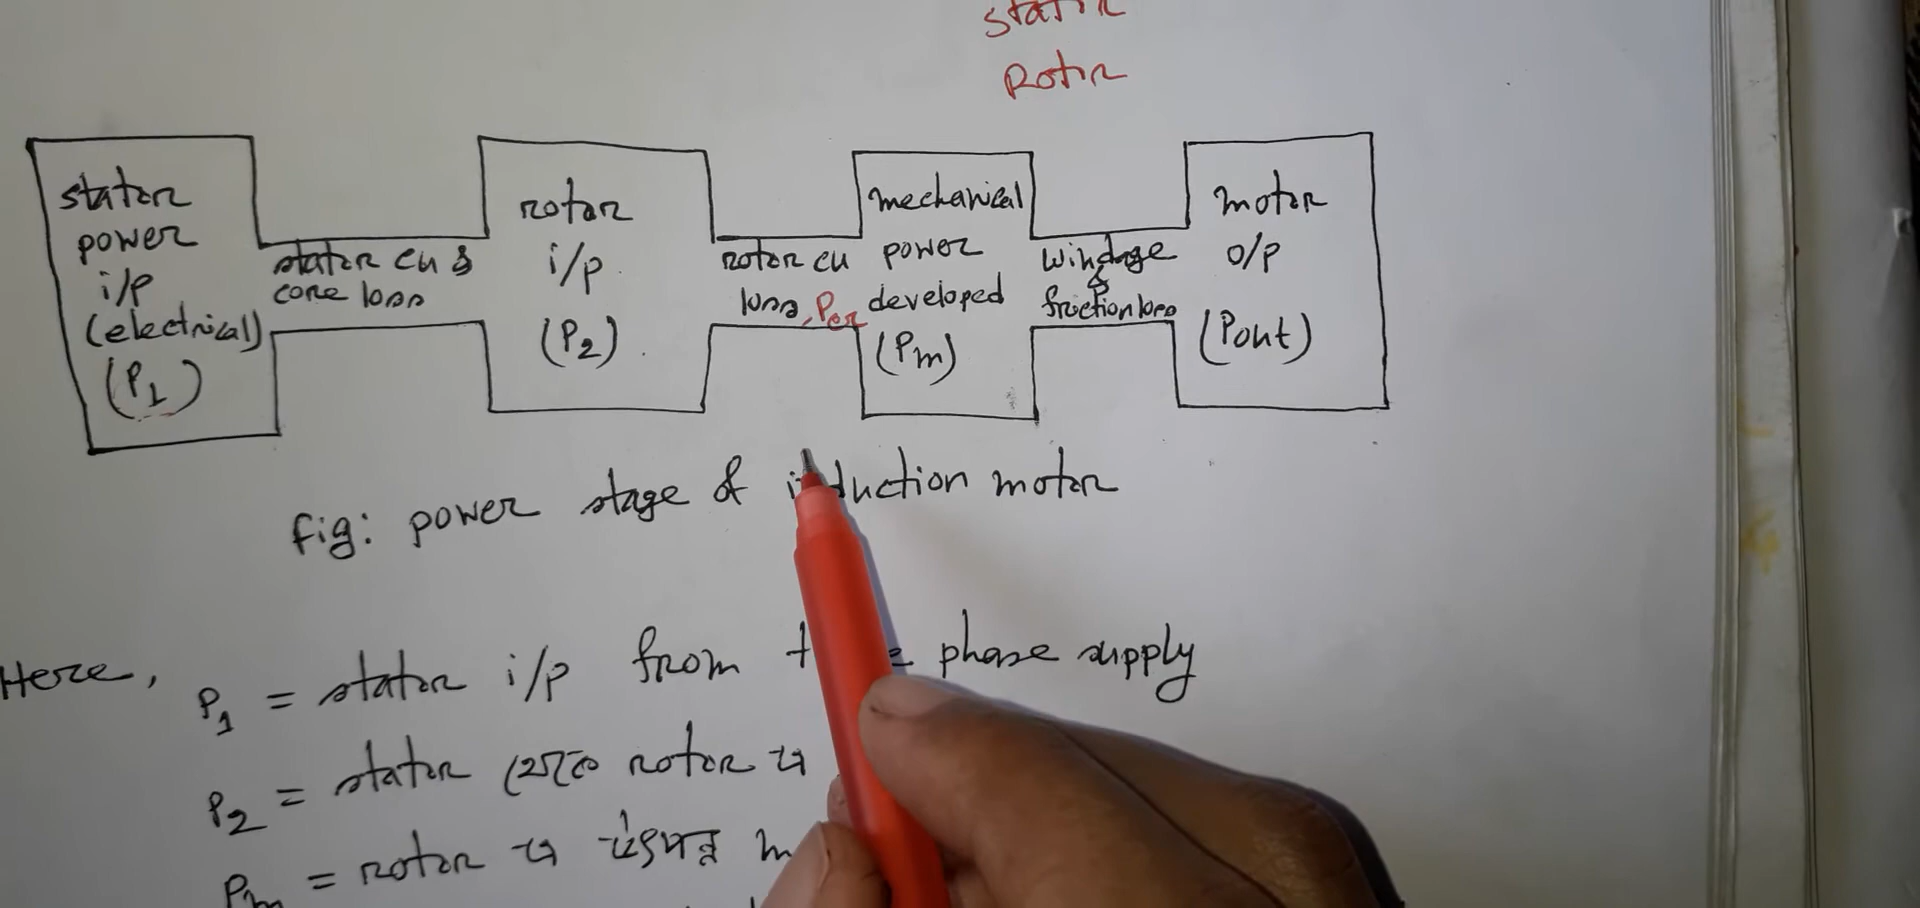 stator
Rotor
stator
power
i/p
(electrical)
(P1)
stator cu &
core loss
rotor
i/p
(P2)
rotor cu
loss, Pcr
mechanical
power
developed
(Pm)
windage
&
friction loss
motor
o/p
(Pout)
fig: power stage of induction motor
Here,
P1 = stator i/p from phase supply
P2 = stator হতে rotor এ
Pm = rotor এ উৎপন্ন m